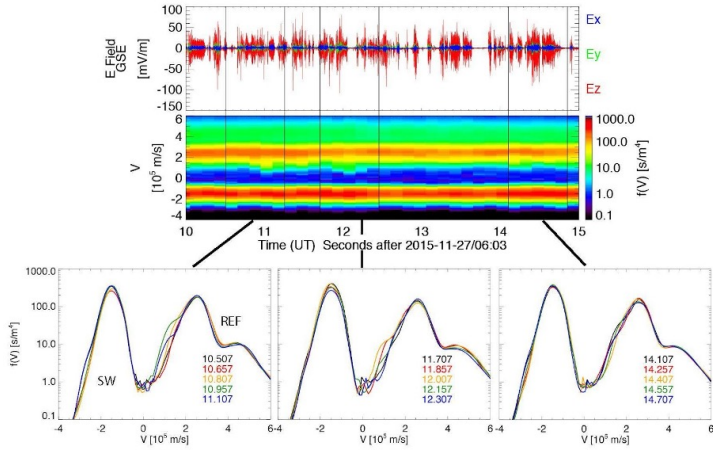 100
50
0
-50
-100
-150
E_Field
GSE
[mV/m]
Ex
Ey
Ez
6
4
2
0
-2
-4
V
[10⁵ m/s]
1000.0
100.0
10.0
1.0
0.1
f(V) [s/m⁴]
10 11 12 13 14 15
Time (UT) Seconds after 2015-11-27/06:03
1000.0
100.0
10.0
1.0
0.1
f(V) [s/m⁴]
REF
SW
10.507
10.657
10.807
10.957
11.107
11.707
11.857
12.007
12.157
12.307
14.107
14.257
14.407
14.557
14.707
-4 -2 0 2 4 6
-4 -2 0 2 4 6
-4 -2 0 2 4 6
V [10⁵ m/s]
V [10⁵ m/s]
V [10⁵ m/s]